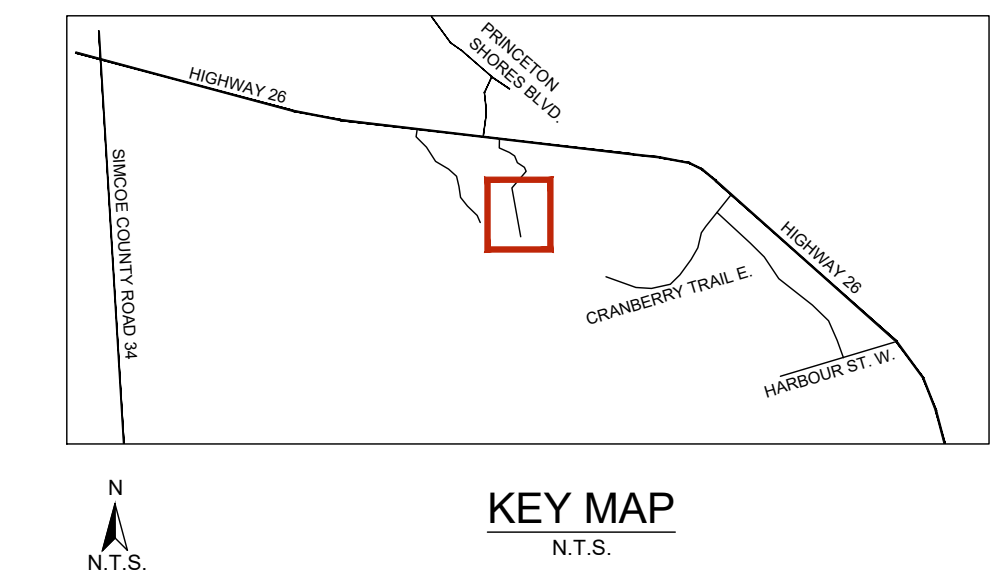 PRINCETON
SHORES BLVD.
HIGHWAY 26
SIMCOE COUNTY ROAD 34
HIGHWAY 26
CRANBERRY TRAIL E.
HARBOUR ST. W.
N
N.T.S.
KEY MAP
N.T.S.